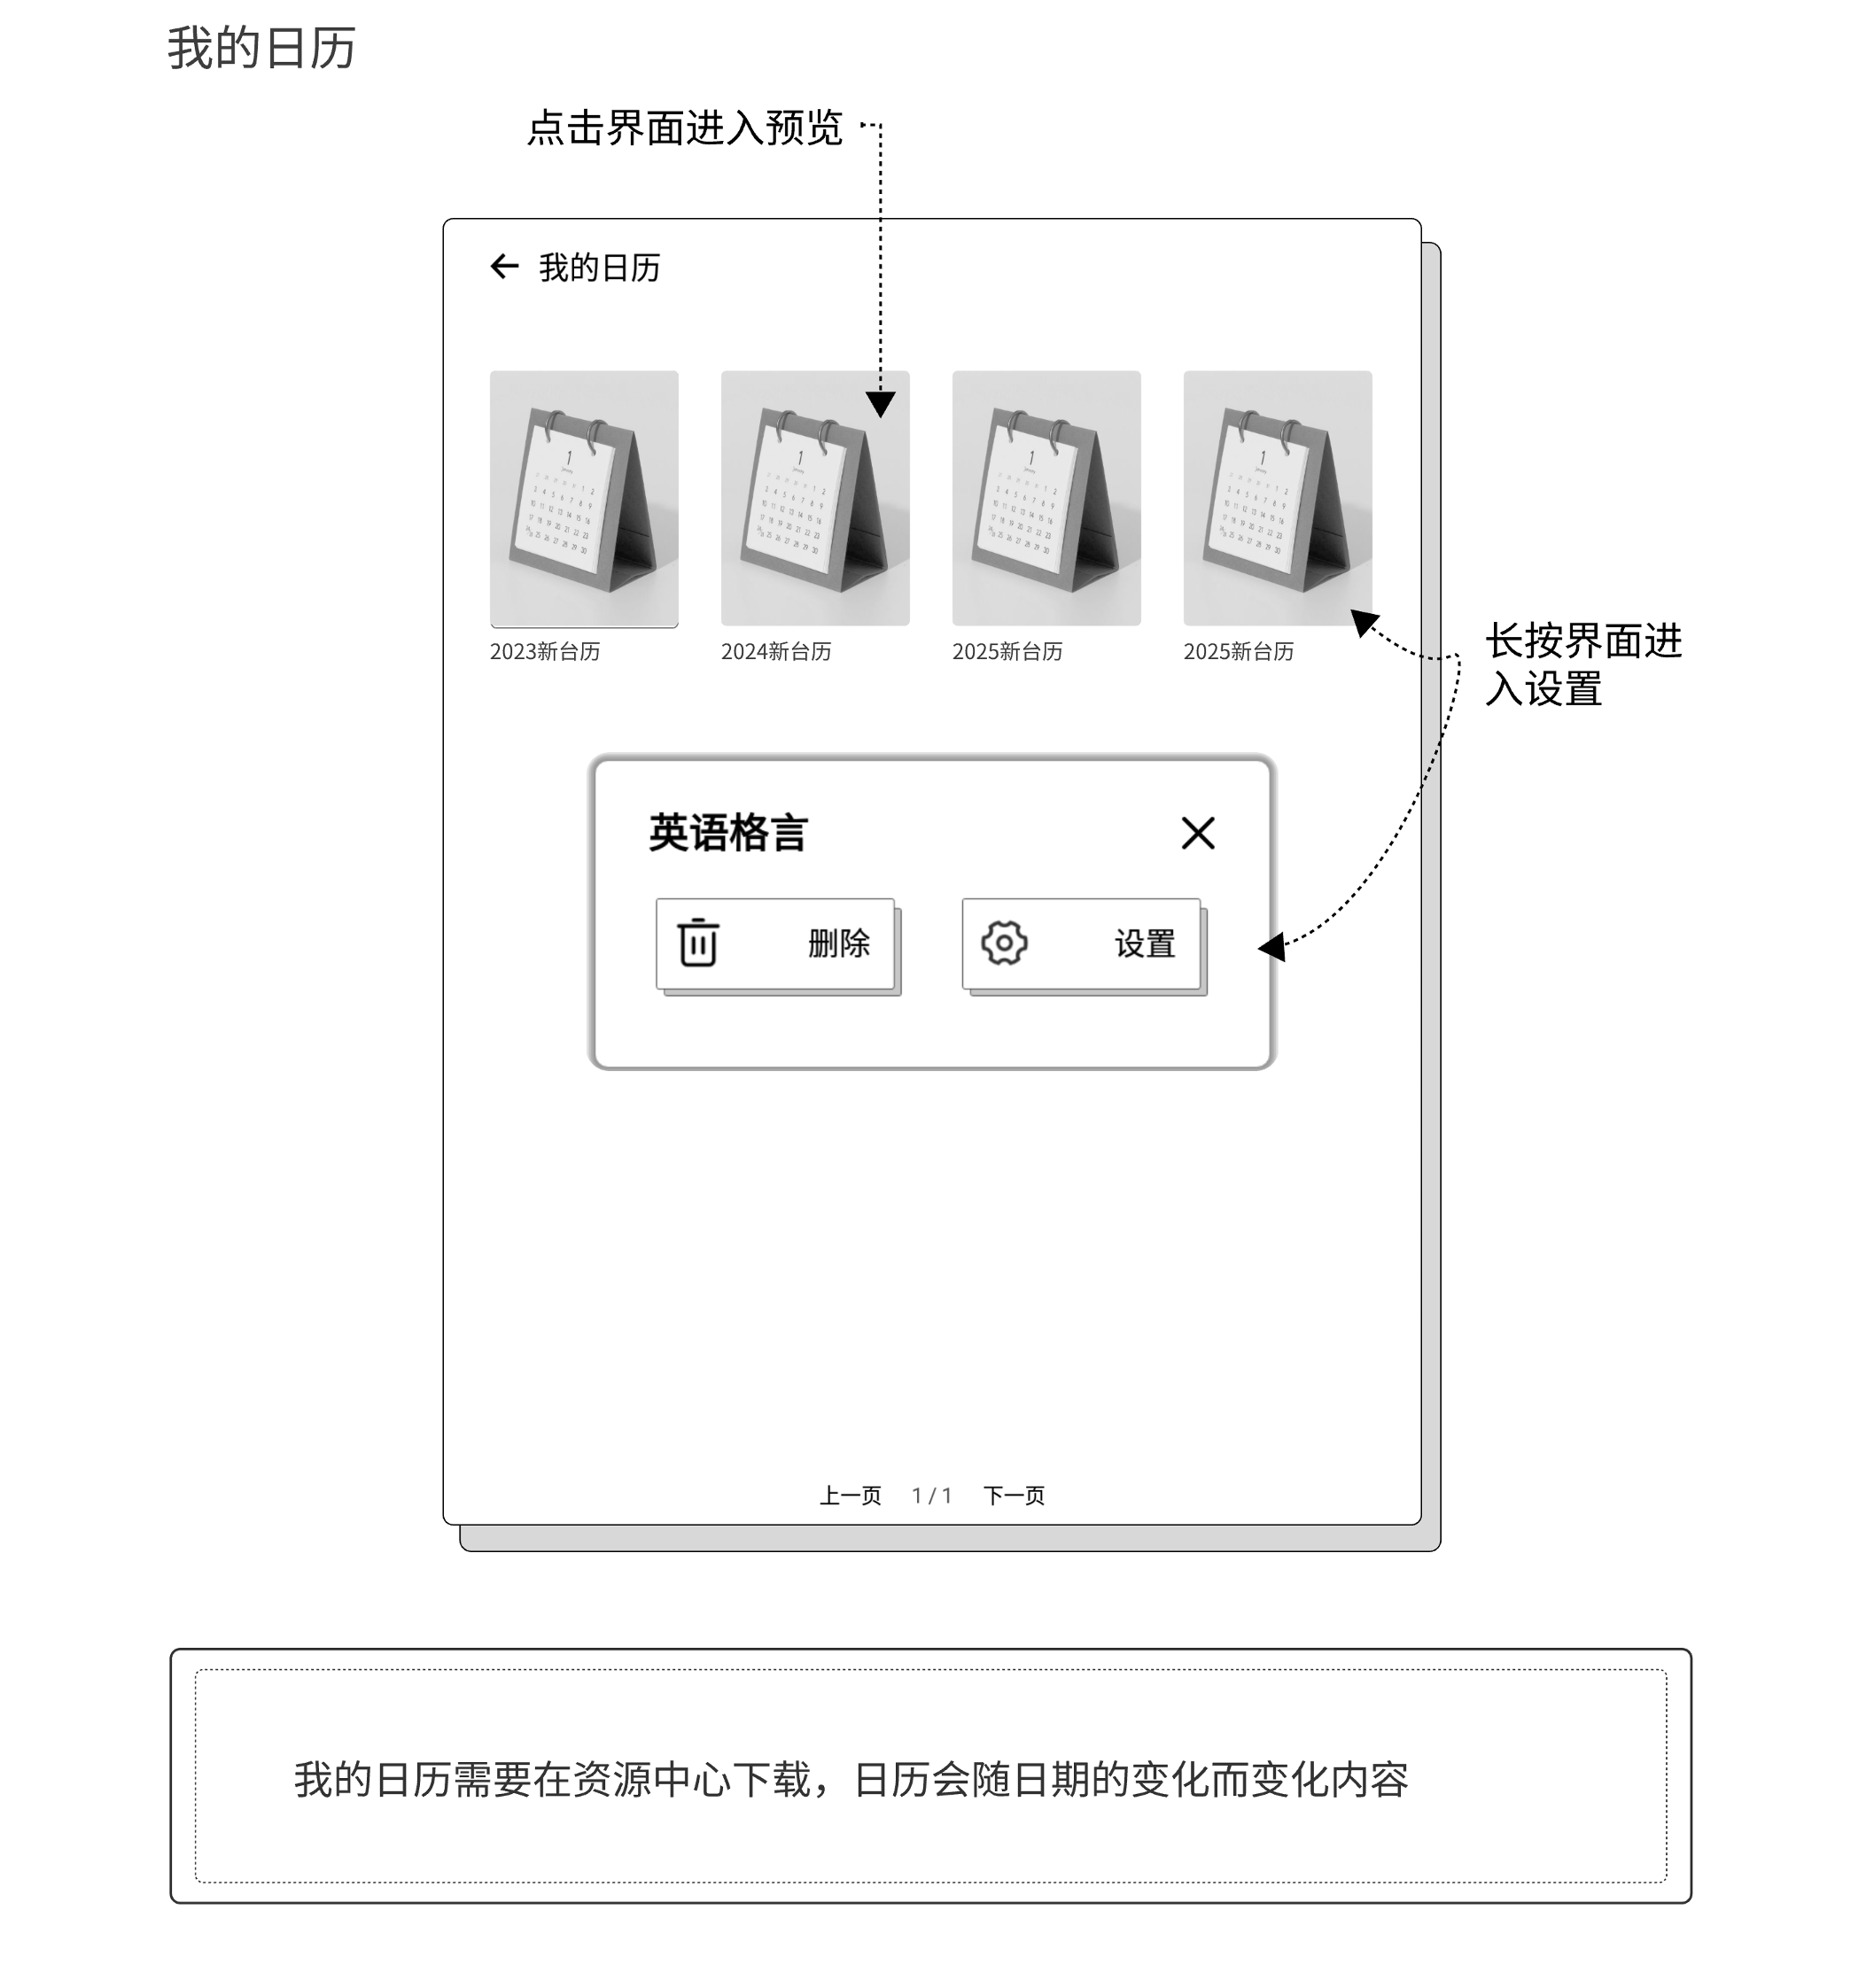 我的日历
点击界面进入预览
我的日历
2023新台历
2024新台历
2025新台历
2025新台历
长按界面进
入设置
英语格言
删除
设置
上一页 1 / 1 下一页
我的日历需要在资源中心下载，日历会随日期的变化而变化内容